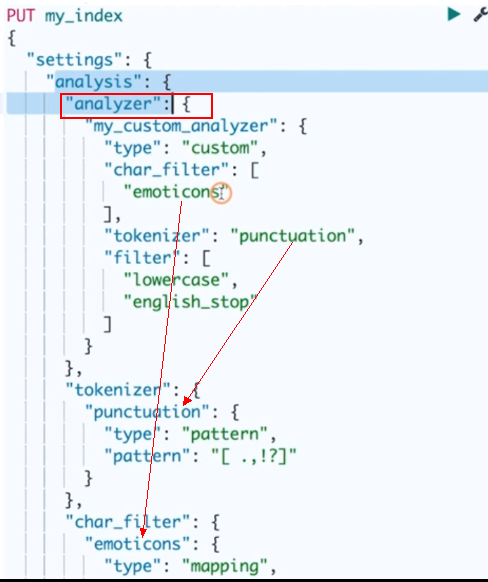 PUT my_index
{
"settings": {
"analysis": {
"analyzer": {
"my_custom_analyzer": {
"type": "custom",
"char_filter": [
"emoticons"
],
"tokenizer": "punctuation",
"filter": [
"lowercase",
"english_stop"
]
}
},
"tokenizer": {
"punctuation": {
"type": "pattern",
"pattern": "[ .,!?]"
}
},
"char_filter": {
"emoticons": {
"type": "mapping",